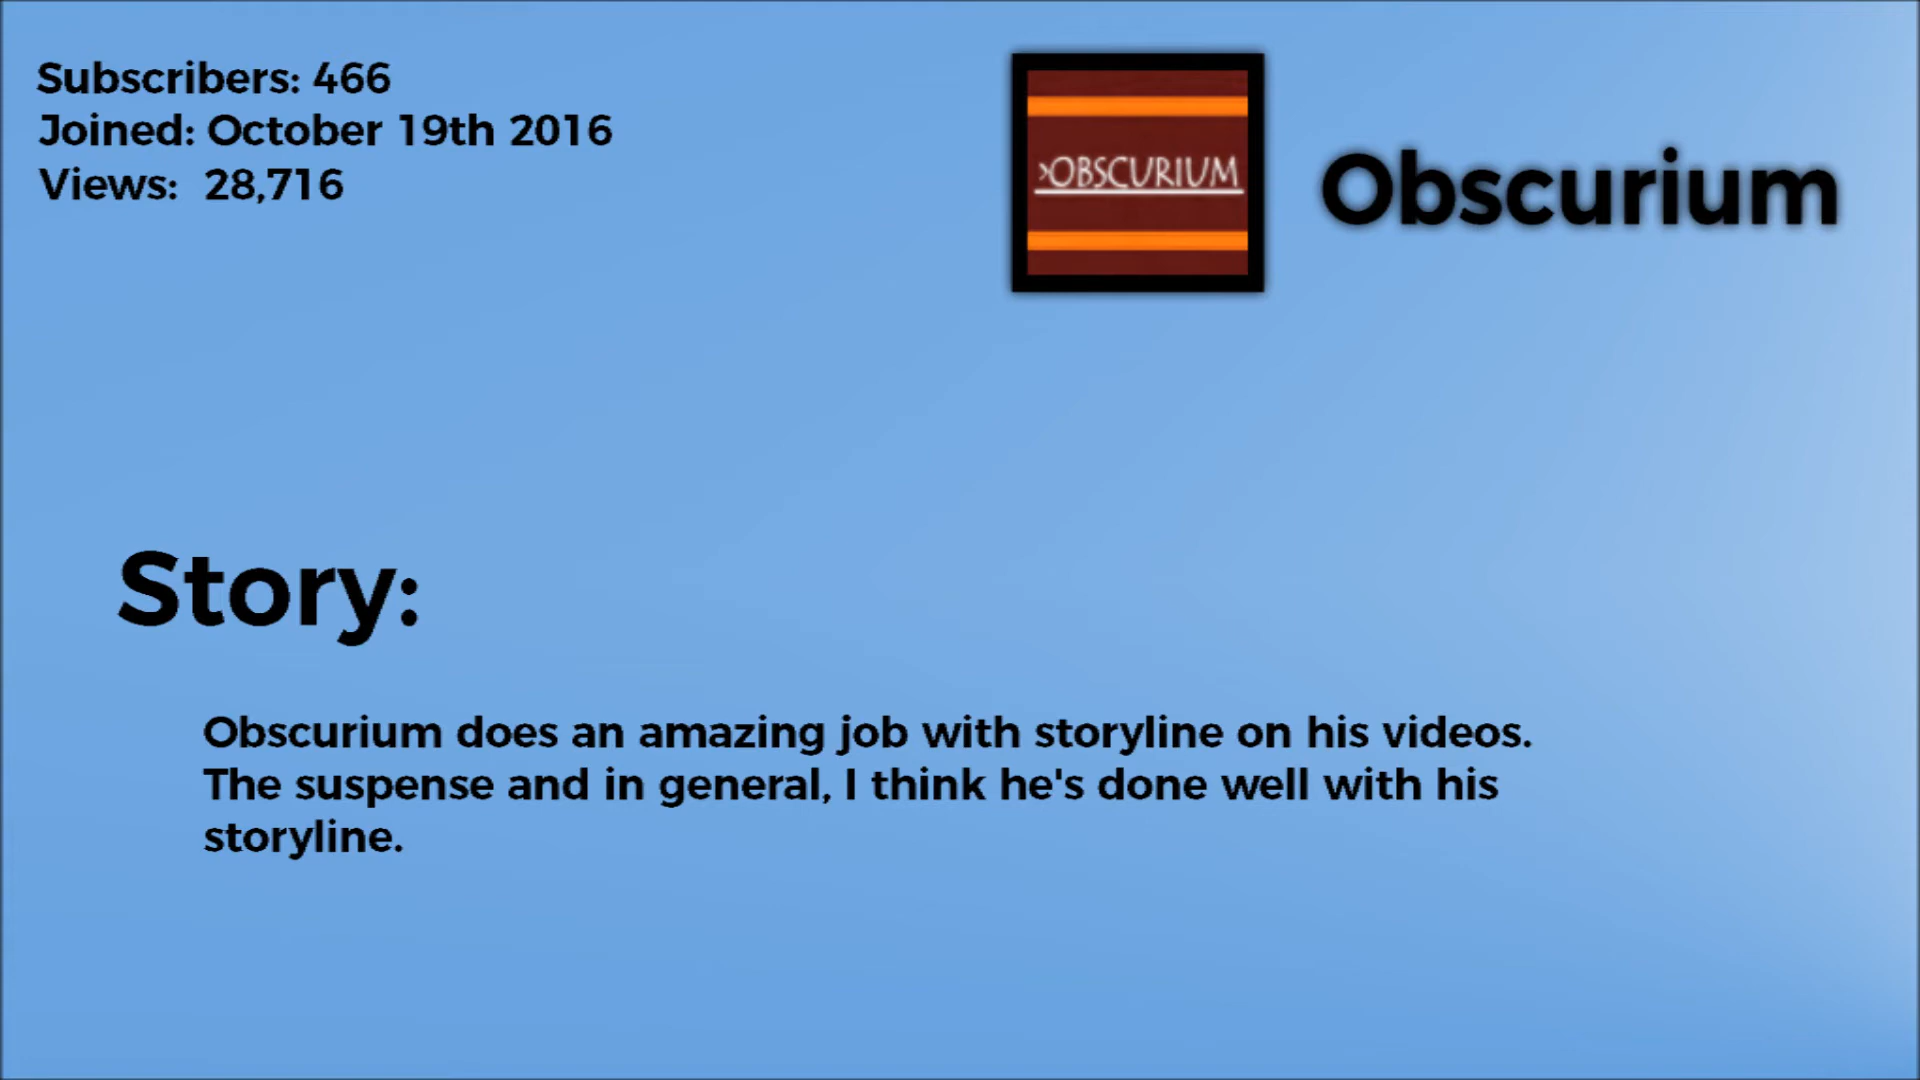 Subscribers: 466
Joined: October 19th 2016
Views: 28,716
›OBSCURIUM
Obscurium
Story:
Obscurium does an amazing job with storyline on his videos.
The suspense and in general, I think he's done well with his
storyline.